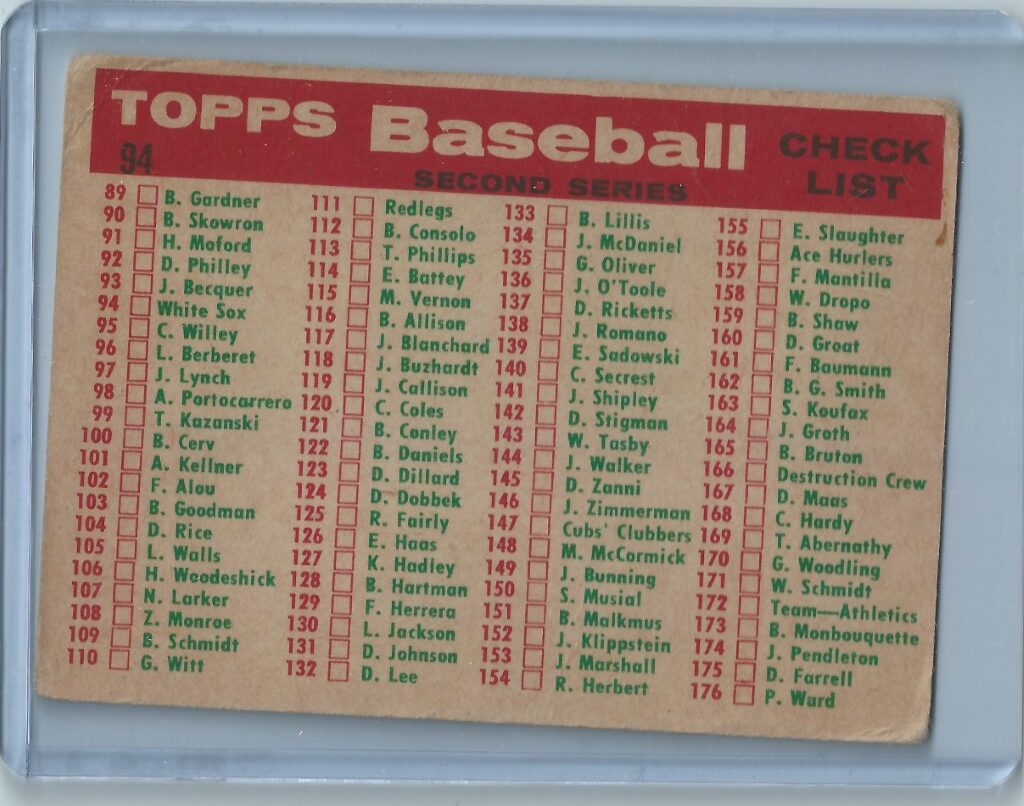 TOPPS Baseball CHECK LIST
94
SECOND SERIES
89 B. Gardner
90 B. Skowron
91 H. Moford
92 D. Philley
93 J. Becquer
94 White Sox
95 C. Willey
96 L. Berberet
97 J. Lynch
98 A. Portocarrero
99 T. Kazanski
100 B. Cerv
101 A. Kellner
102 F. Alou
103 B. Goodman
104 D. Rice
105 L. Walls
106 H. Woodeshick
107 N. Larker
108 Z. Monroe
109 B. Schmidt
110 G. Witt
111 Redlegs
112 B. Consolo
113 T. Phillips
114 E. Battey
115 M. Vernon
116 B. Allison
117 J. Blanchard
118 J. Buzhardt
119 J. Callison
120 C. Coles
121 B. Conley
122 B. Daniels
123 D. Dillard
124 D. Dobbek
125 R. Fairly
126 E. Haas
127 K. Hadley
128 B. Hartman
129 F. Herrera
130 L. Jackson
131 D. Johnson
132 D. Lee
133 B. Lillis
134 J. McDaniel
135 G. Oliver
136 J. O'Toole
137 D. Ricketts
138 J. Romano
139 E. Sadowski
140 C. Secrest
141 J. Shipley
142 D. Stigman
143 W. Tasby
144 J. Walker
145 D. Zanni
146 J. Zimmerman
147 Cubs' Clubbers
148 M. McCormick
149 J. Bunning
150 S. Musial
151 B. Malkmus
152 J. Klippstein
153 J. Marshall
154 R. Herbert
155 E. Slaughter
156 Ace Hurlers
157 F. Mantilla
158 W. Dropo
159 B. Shaw
160 D. Groat
161 F. Baumann
162 B. G. Smith
163 S. Koufax
164 J. Groth
165 B. Bruton
166 Destruction Crew
167 D. Maas
168 C. Hardy
169 T. Abernathy
170 G. Woodling
171 W. Schmidt
172 Team—Athletics
173 B. Monbouquette
174 J. Pendleton
175 D. Farrell
176 P. Ward